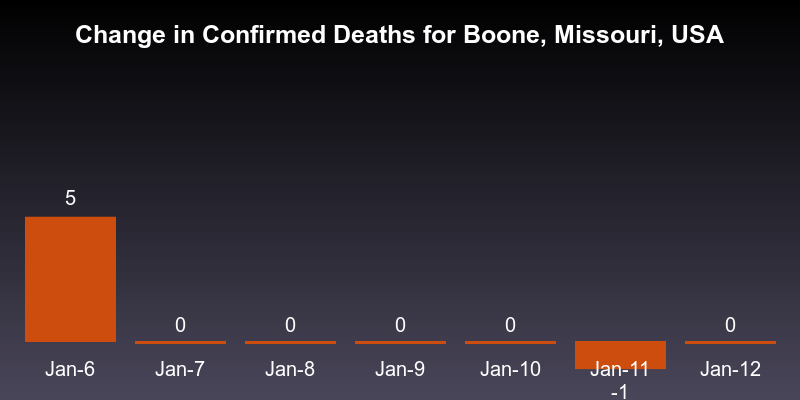 Change in Confirmed Deaths for Boone, Missouri, USA
5
0 0 0 0 0
Jan-6 Jan-7 Jan-8 Jan-9 Jan-10 Jan-11 Jan-12
-1